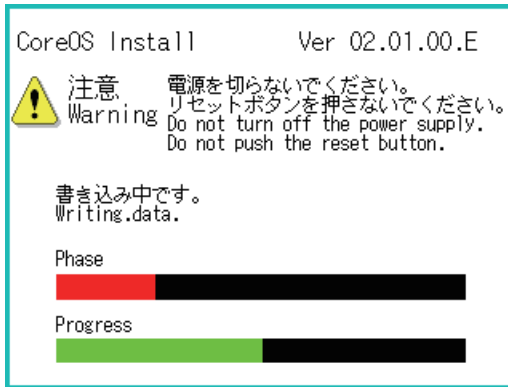 CoreOS Install Ver 02.01.00.E
注意
Warning
電源を切らないでください。
リセットボタンを押さないでください。
Do not turn off the power supply.
Do not push the reset button.
書き込み中です。
Writing.data.
Phase
Progress